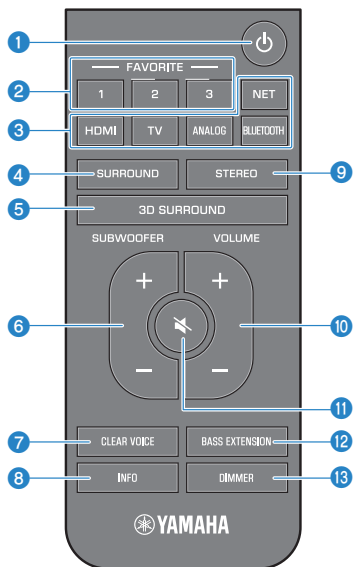 1
FAVORITE
2
1 2 3 NET
3
HDMI TV ANALOG BLUETOOTH
4
SURROUND STEREO
9
5
3D SURROUND
SUBWOOFER VOLUME
+ +
6
10
- -
11
7
CLEAR VOICE BASS EXTENSION
12
8
INFO DIMMER
13
YAMAHA